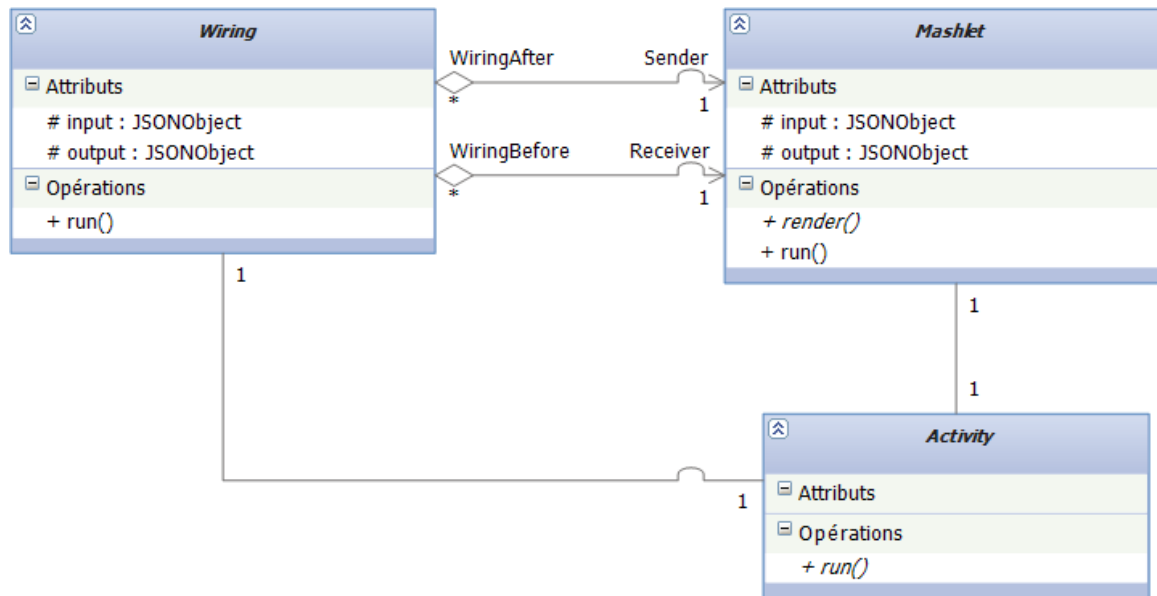 Wiring
Attributs
# input : JSONObject
# output : JSONObject
Opérations
+ run()
WiringAfter
Sender
*
1
WiringBefore
Receiver
*
1
Mashlet
Attributs
# input : JSONObject
# output : JSONObject
Opérations
+ render()
+ run()
1
1
1
1
Activity
Attributs
Opérations
+ run()